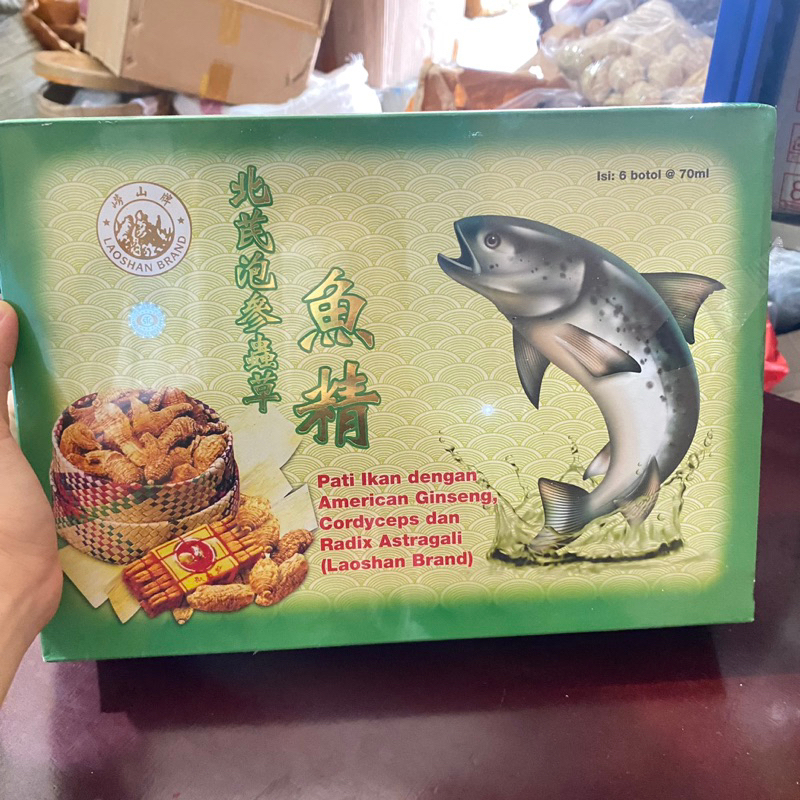 Isi: 6 botol @ 70ml
嶗山牌
LAOSHAN BRAND
北芪泡參蟲草
魚精
Pati Ikan dengan
American Ginseng,
Cordyceps dan
Radix Astragali
(Laoshan Brand)